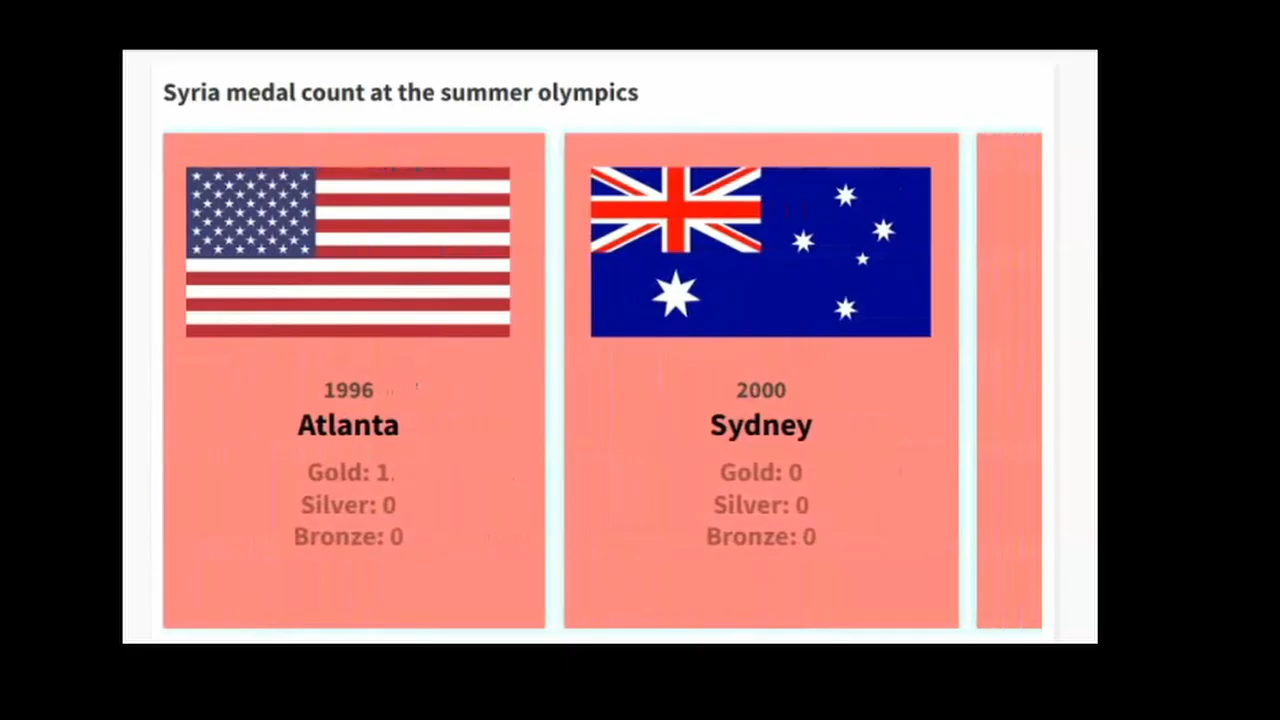 Syria medal count at the summer olympics
1996
Atlanta
Gold: 1
Silver: 0
Bronze: 0
2000
Sydney
Gold: 0
Silver: 0
Bronze: 0